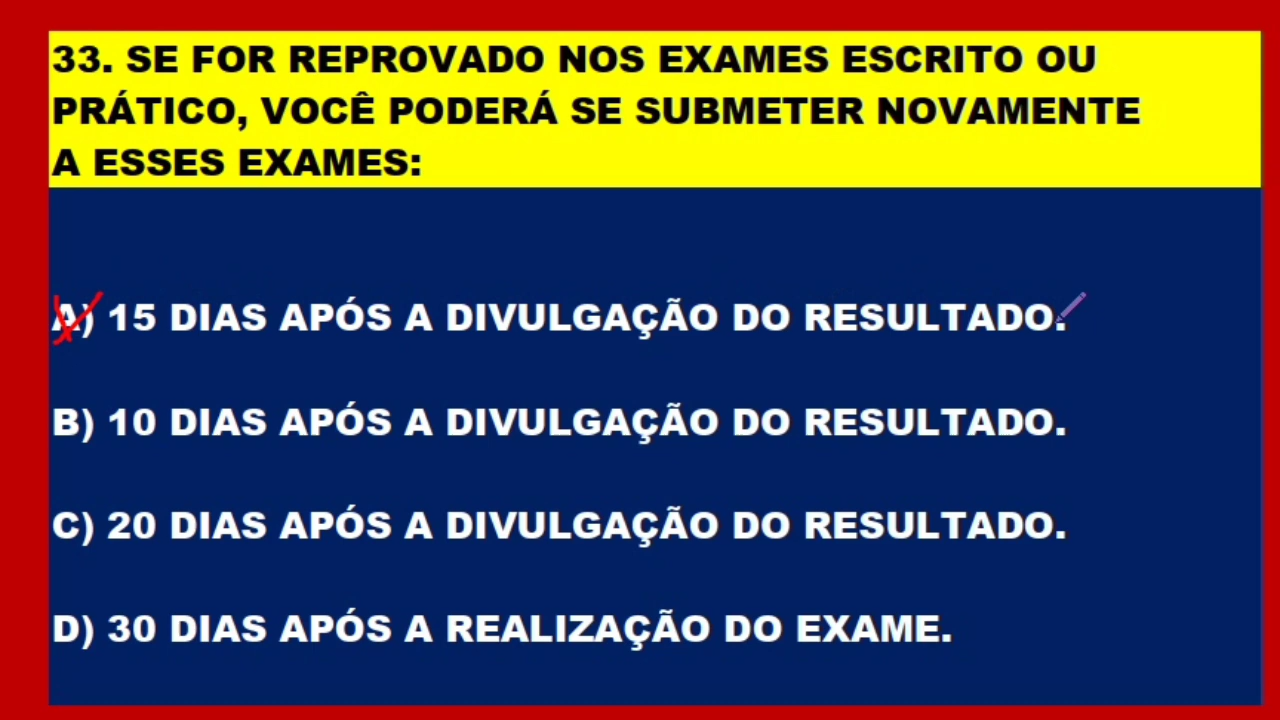 33. SE FOR REPROVADO NOS EXAMES ESCRITO OU
PRÁTICO, VOCÊ PODERÁ SE SUBMETER NOVAMENTE
A ESSES EXAMES:
A) 15 DIAS APÓS A DIVULGAÇÃO DO RESULTADO.
B) 10 DIAS APÓS A DIVULGAÇÃO DO RESULTADO.
C) 20 DIAS APÓS A DIVULGAÇÃO DO RESULTADO.
D) 30 DIAS APÓS A REALIZAÇÃO DO EXAME.